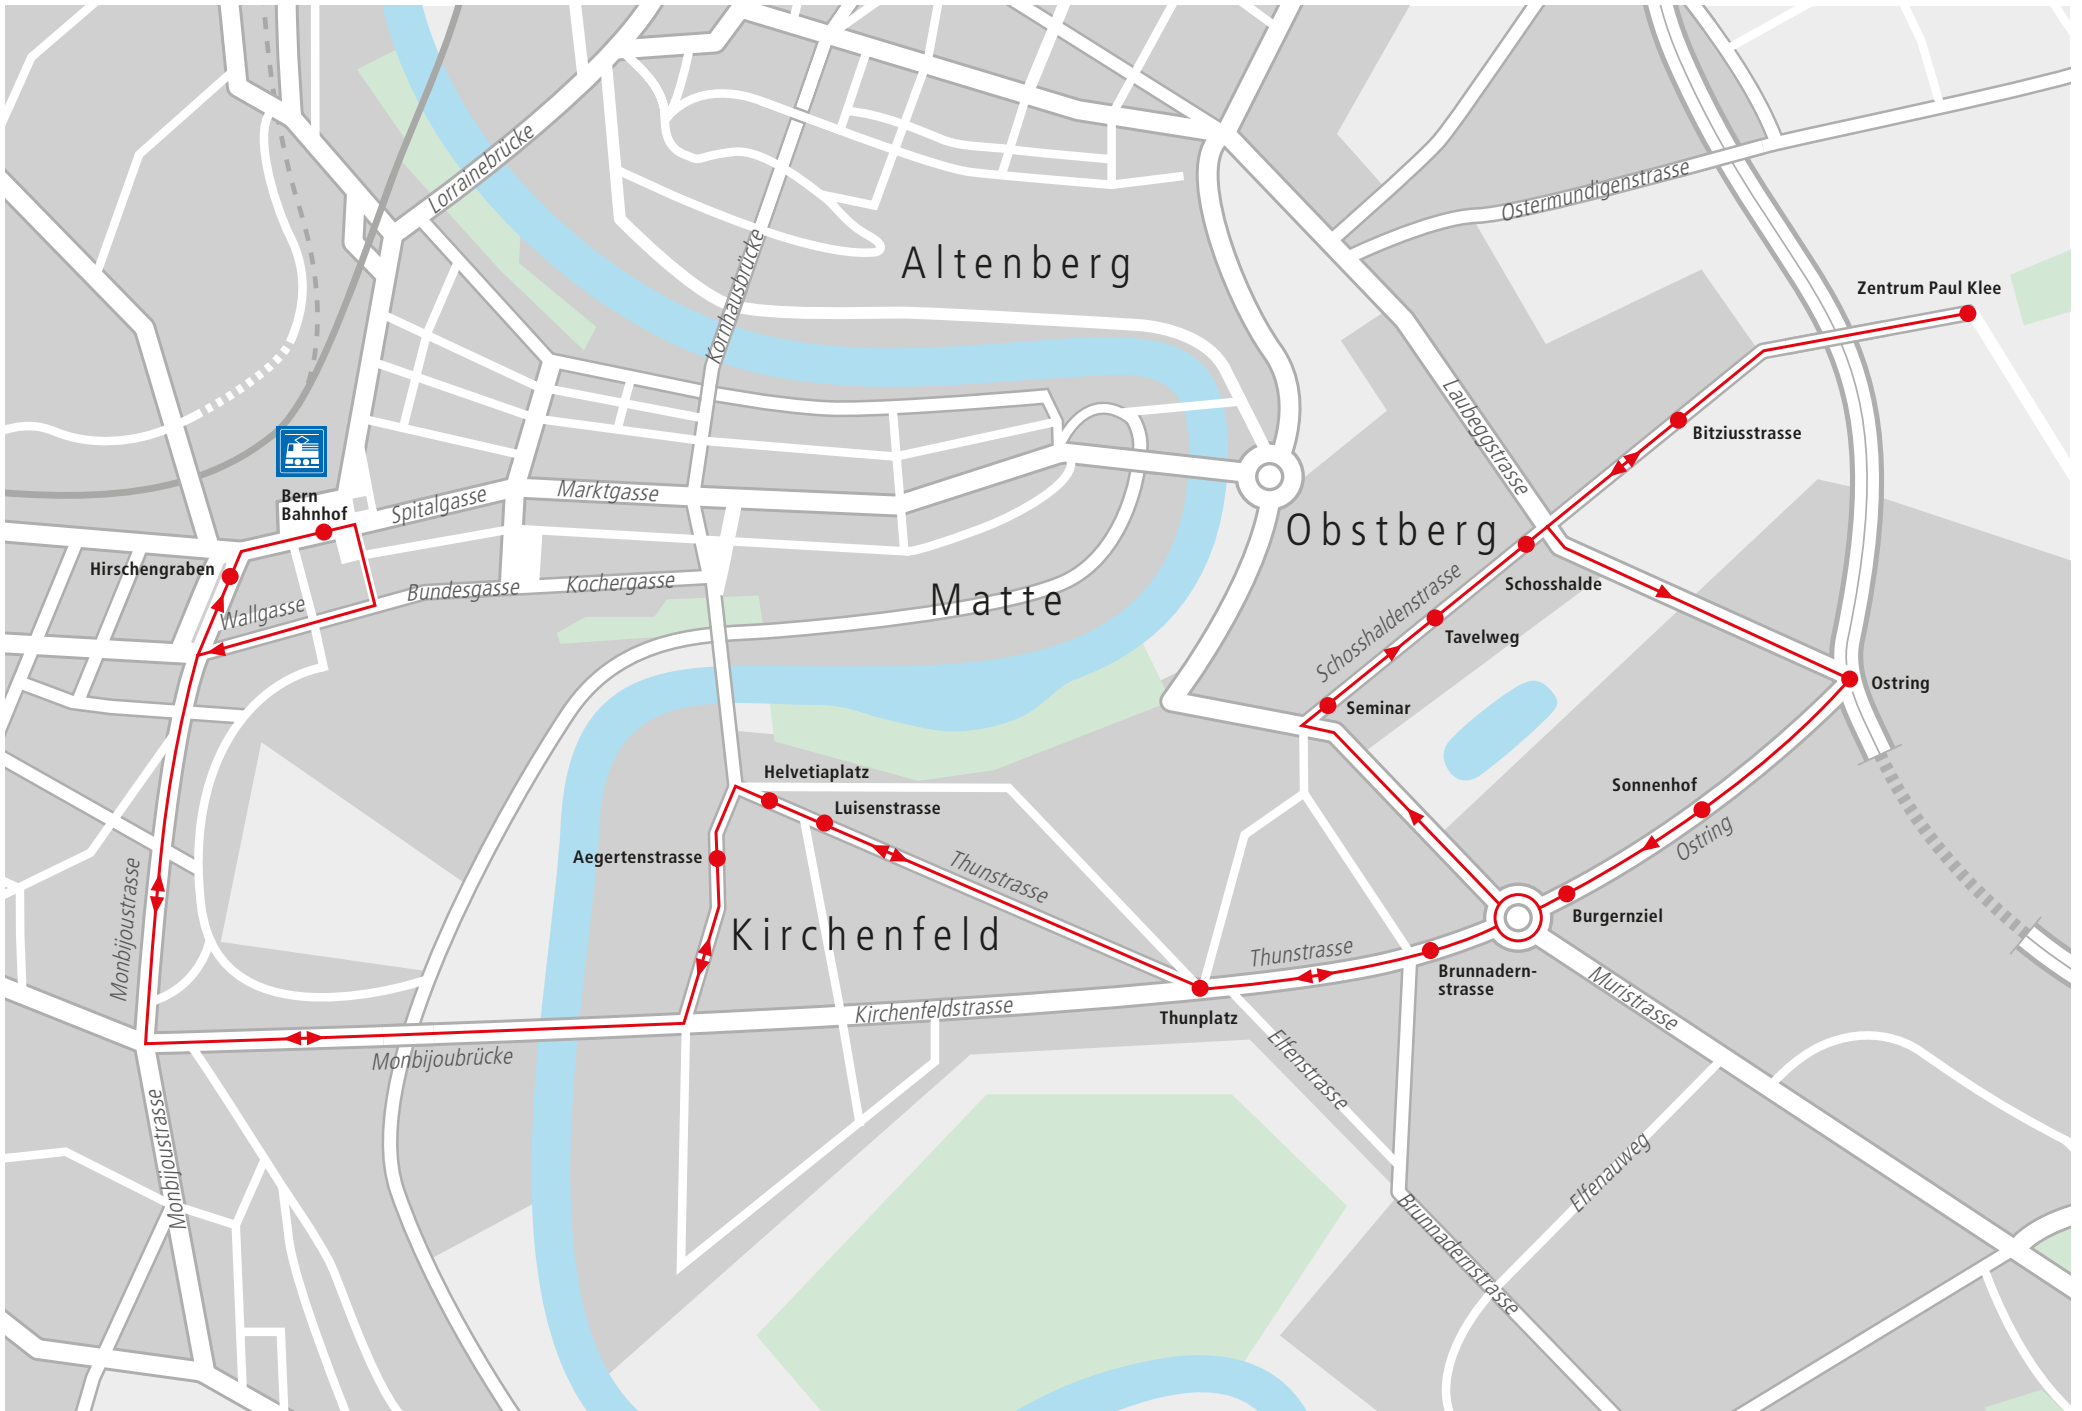 Lorrainebrücke
Ostermundigenstrasse
Kornhausbrücke
Altenberg
Zentrum Paul Klee
Laubeggstrasse
Bitziusstrasse
Bern
Bahnhof
Spitalgasse
Marktgasse
Obstberg
Hirschengraben
Wallgasse
Bundesgasse
Kochergasse
Matte
Schosshaldenstrasse
Schosshalde
Tavelweg
Seminar
Ostring
Helvetiaplatz
Luisenstrasse
Aegertenstrasse
Thunstrasse
Sonnenhof
Ostring
Monbijoustrasse
Kirchenfeld
Thunstrasse
Burgernziel
Brunnadern-
strasse
Muristrasse
Kirchenfeldstrasse
Thunplatz
Monbijoubrücke
Elfenstrasse
Monbijoustrasse
Elfenauweg
Brunnadernstrasse